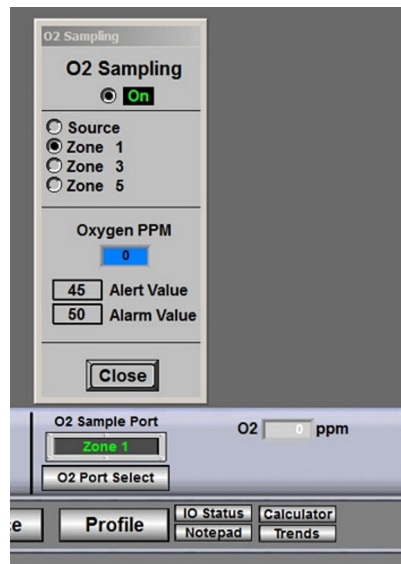 O2 Sampling
O2 Sampling
On
Source
Zone 1
Zone 3
Zone 5
Oxygen PPM
0
45 Alert Value
50 Alarm Value
Close
O2 Sample Port
Zone 1
O2 0 ppm
O2 Port Select
e
Profile
IO Status
Calculator
Notepad
Trends